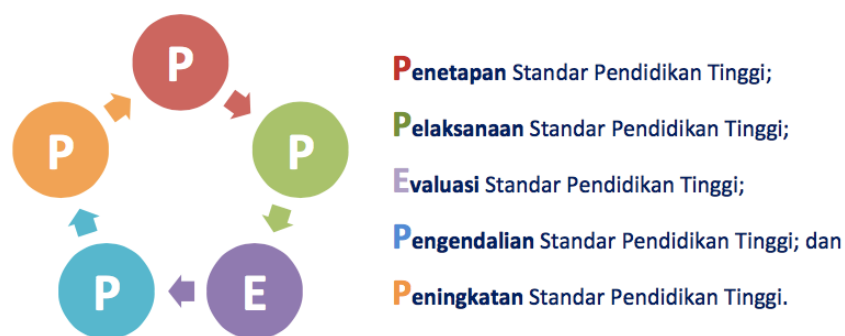 P
P
E
P
P
Penetapan Standar Pendidikan Tinggi;
Pelaksanaan Standar Pendidikan Tinggi;
Evaluasi Standar Pendidikan Tinggi;
Pengendalian Standar Pendidikan Tinggi; dan
Peningkatan Standar Pendidikan Tinggi.